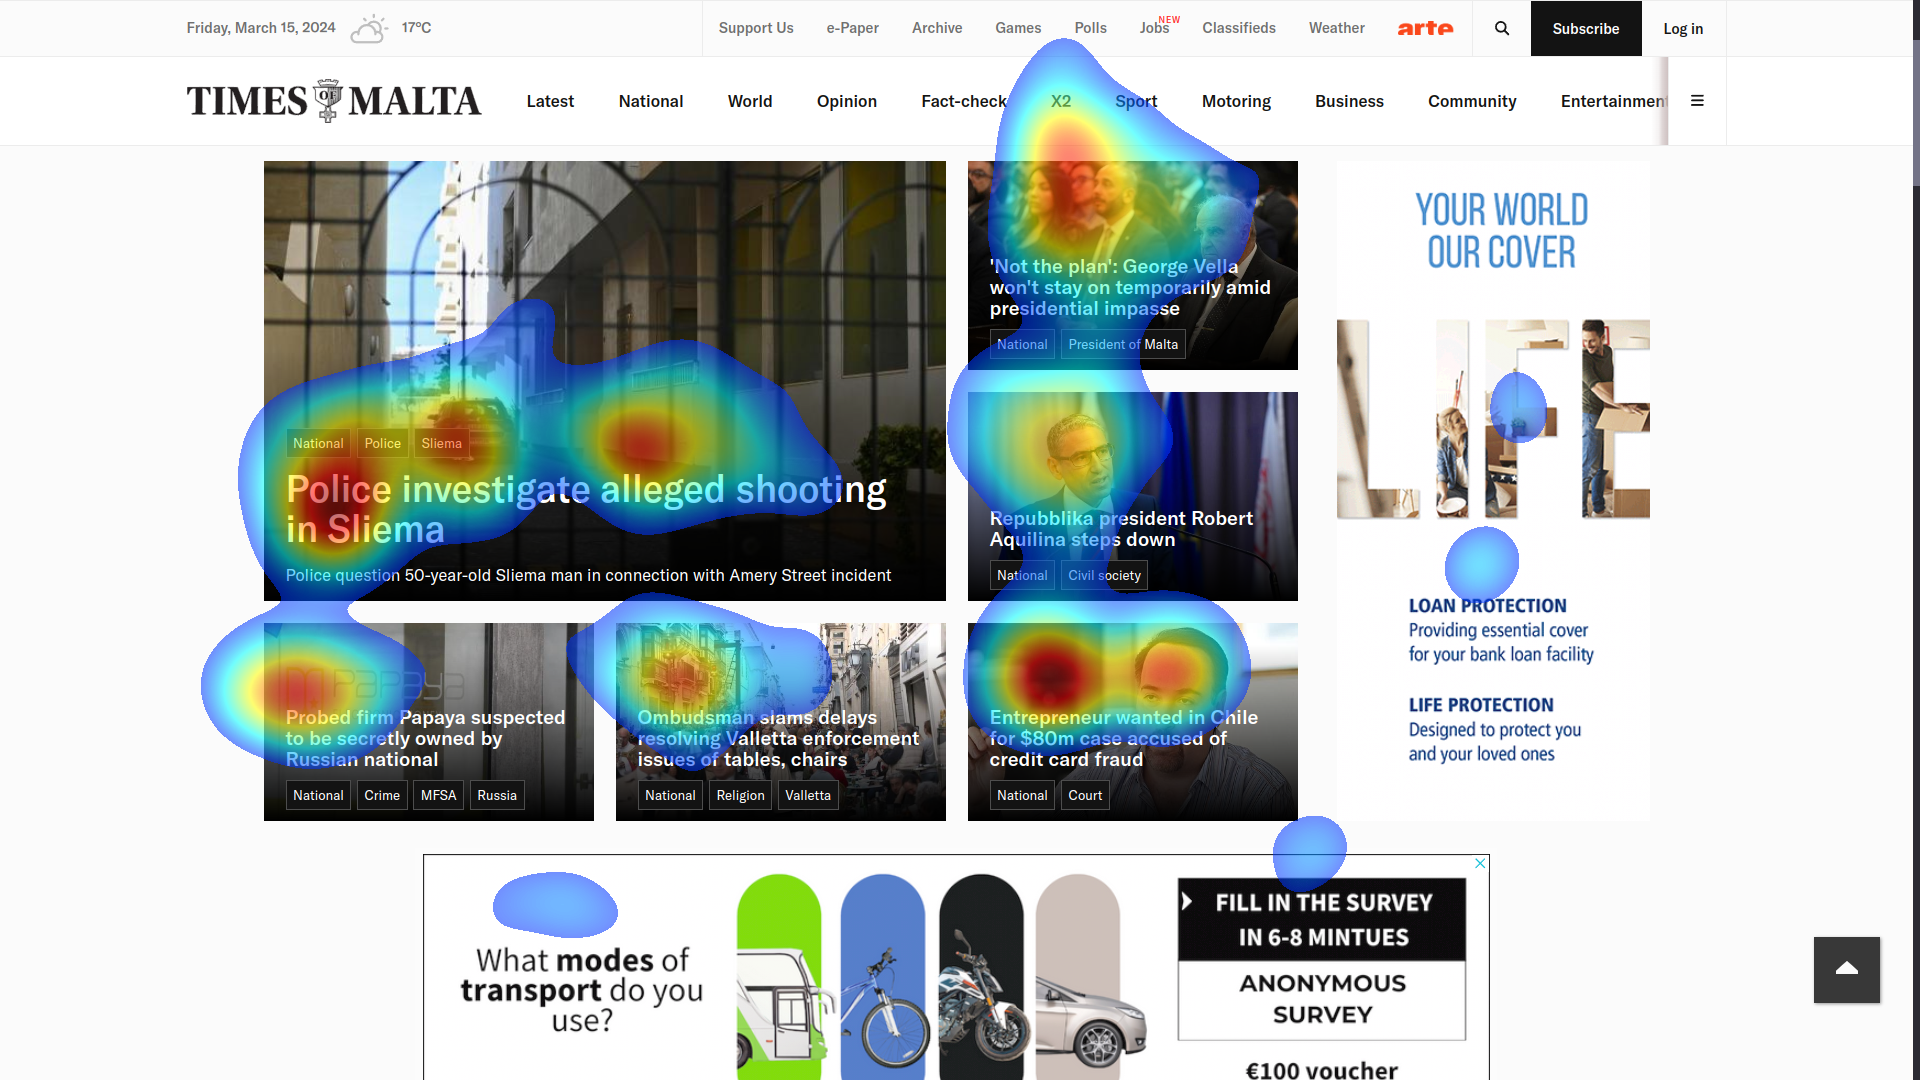 Friday, March 15, 2024
17°C
Support Us
e-Paper
Archive
Games
Polls
Jobs
NEW
Classifieds
Weather
arte
Subscribe
Log in
TIMES OF MALTA
Latest
National
World
Opinion
Fact-check
X2
Sport
Motoring
Business
Community
Entertainment
National
Police
Sliema
Police investigate alleged shooting
in Sliema
Police question 50-year-old Sliema man in connection with Amery Street incident
'Not the plan': George Vella
won't stay on temporarily amid
presidential impasse
National
President of Malta
Repubblika president Robert
Aquilina steps down
National
Civil society
Papaya
Probed firm Papaya suspected
to be secretly owned by
Russian national
National
Crime
MFSA
Russia
Ombudsman slams delays
resolving Valletta enforcement
issues of tables, chairs
National
Religion
Valletta
Entrepreneur wanted in Chile
for $80m case accused of
credit card fraud
National
Court
YOUR WORLD
OUR COVER
LIFE
LOAN PROTECTION
Providing essential cover
for your bank loan facility
LIFE PROTECTION
Designed to protect you
and your loved ones
What modes of
transport do you
use?
FILL IN THE SURVEY
IN 6-8 MINTUES
ANONYMOUS
SURVEY
€100 voucher